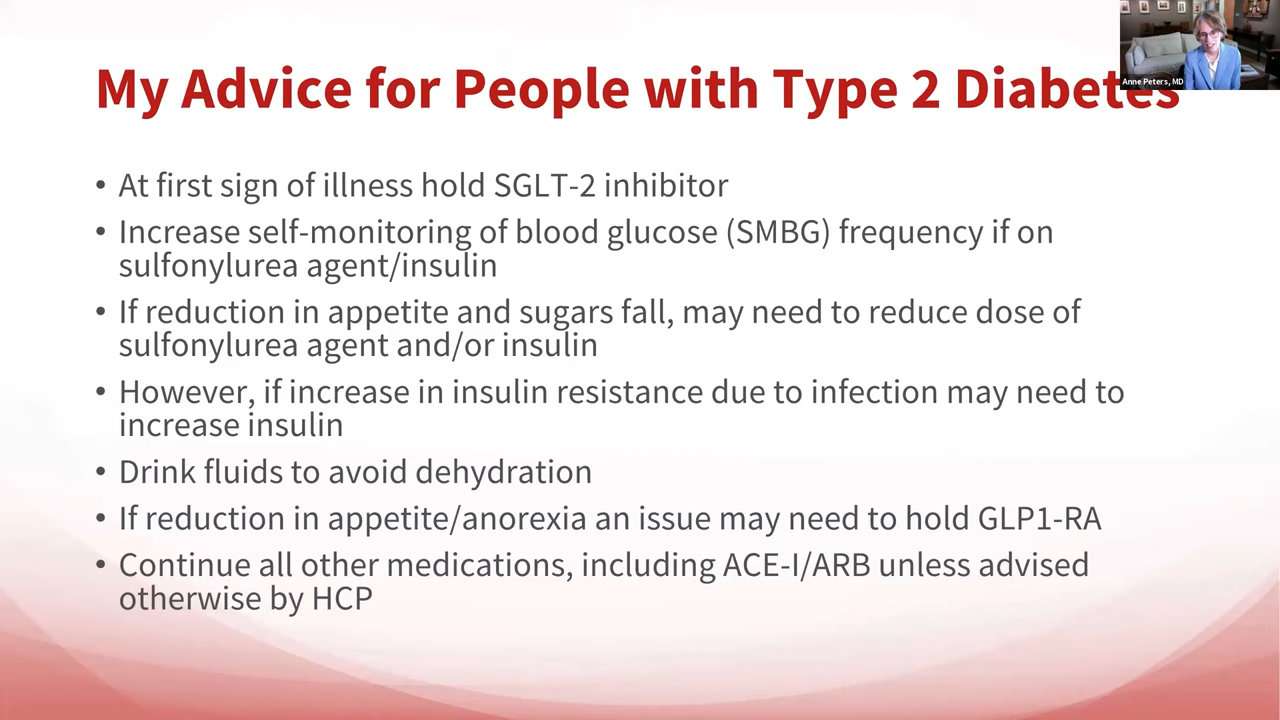 My Advice for People with Type 2 Diabetes
Anne Peters, MD
• At first sign of illness hold SGLT-2 inhibitor
• Increase self-monitoring of blood glucose (SMBG) frequency if on
sulfonylurea agent/insulin
• If reduction in appetite and sugars fall, may need to reduce dose of
sulfonylurea agent and/or insulin
• However, if increase in insulin resistance due to infection may need to
increase insulin
• Drink fluids to avoid dehydration
• If reduction in appetite/anorexia an issue may need to hold GLP1-RA
• Continue all other medications, including ACE-I/ARB unless advised
otherwise by HCP